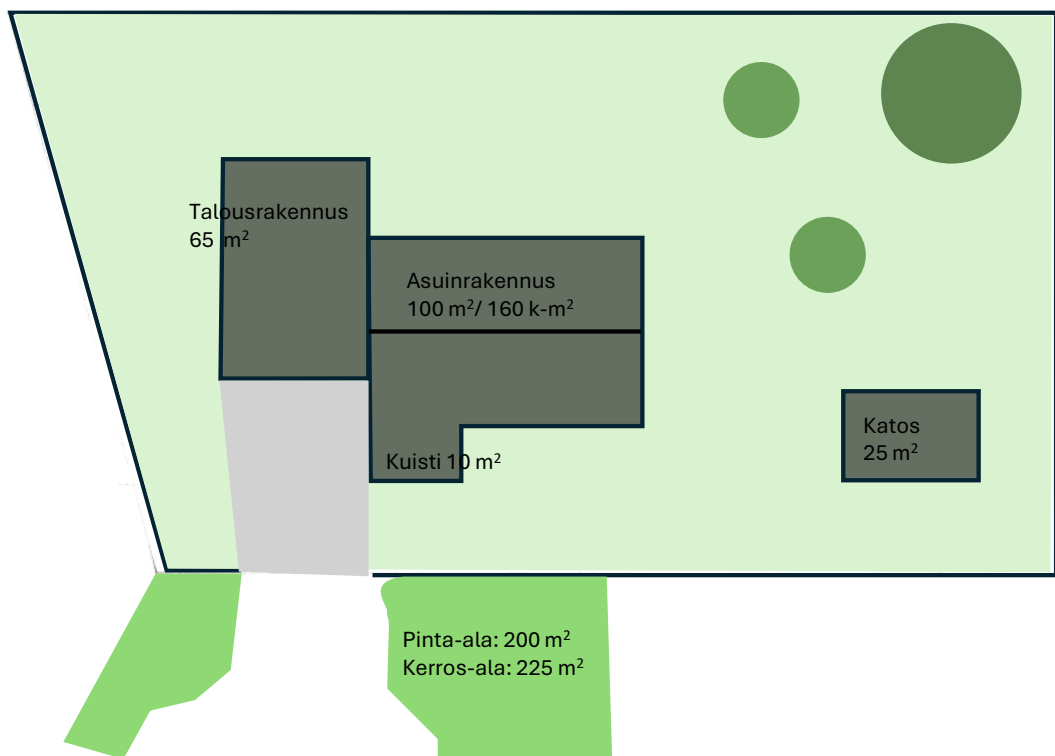 Talousrakennus
65 m²
Asuinrakennus
100 m²/ 160 k-m²
Kuisti 10 m²
Katos
25 m²
Pinta-ala: 200 m²
Kerros-ala: 225 m²